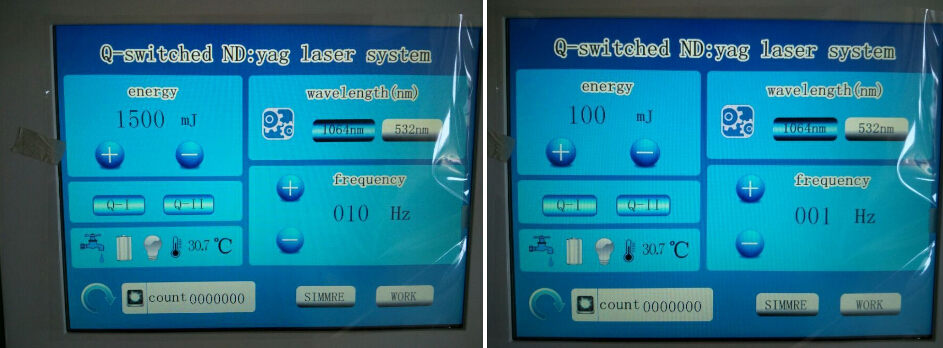 Q-switched ND:yag laser system
energy
1500 mJ
+ −
wavelength(nm)
1064nm 532nm
Q-I Q-II
frequency
+
010 Hz
−
30.7 ℃
count 0000000
SIMMRE WORK
Q-switched ND:yag laser system
energy
100 mJ
+ −
wavelength(nm)
1064nm 532nm
Q-I Q-II
frequency
+
001 Hz
−
30.7 ℃
count 0000000
SIMMRE WORK